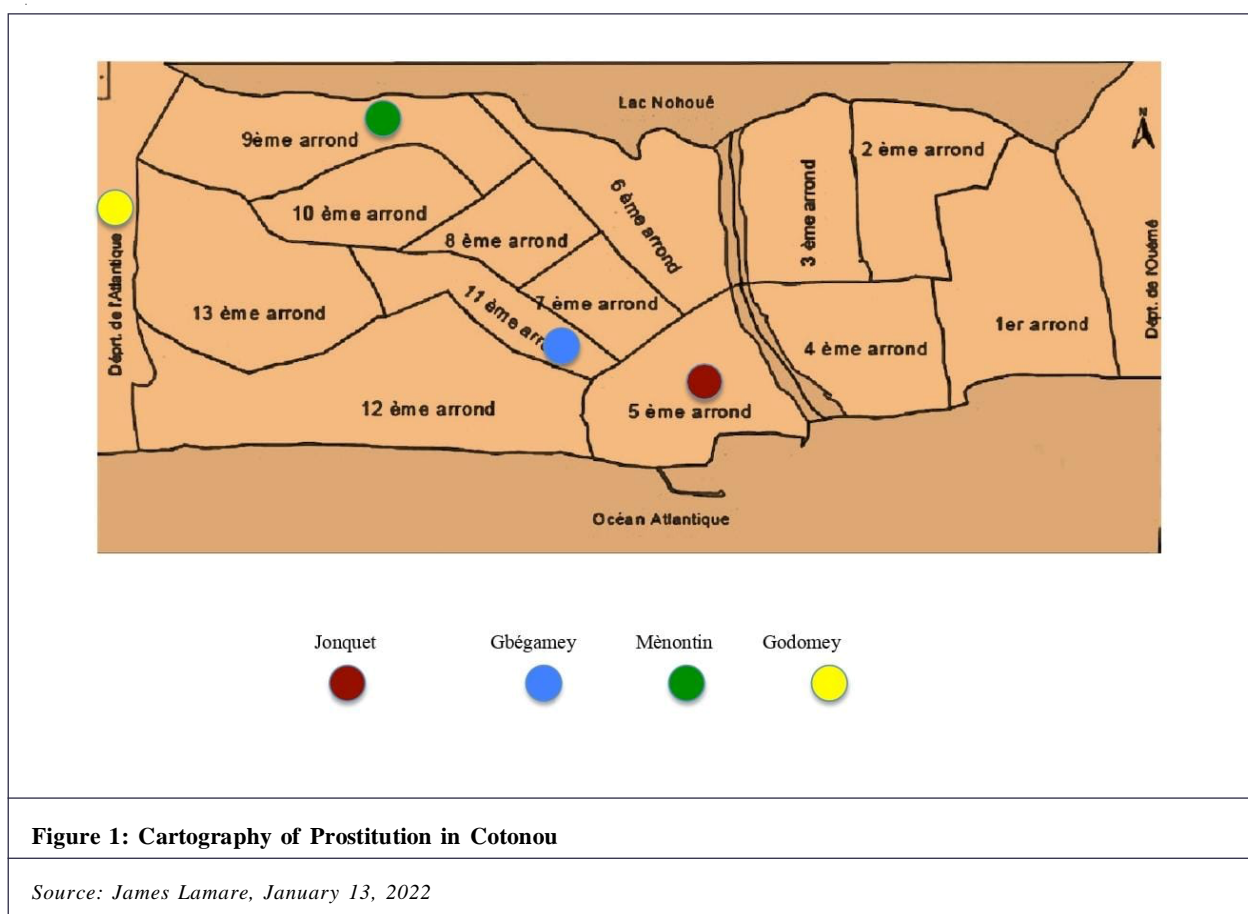 Lac Nohoué
9ème arrond
2 ème arrond
6 ème arrond
3 ème arrond
10 ème arrond
8 ème arrond
Déprt. de l'Atlantique
Dépt. de l'Ouémé
13 ème arrond
11 ème arro
7 ème arrond
1er arrond
4 ème arrond
12 ème arrond
5 ème arrond
Océan Atlantique
N
Jonquet
Gbégamey
Mènontin
Godomey
Figure 1: Cartography of Prostitution in Cotonou
Source: James Lamare, January 13, 2022